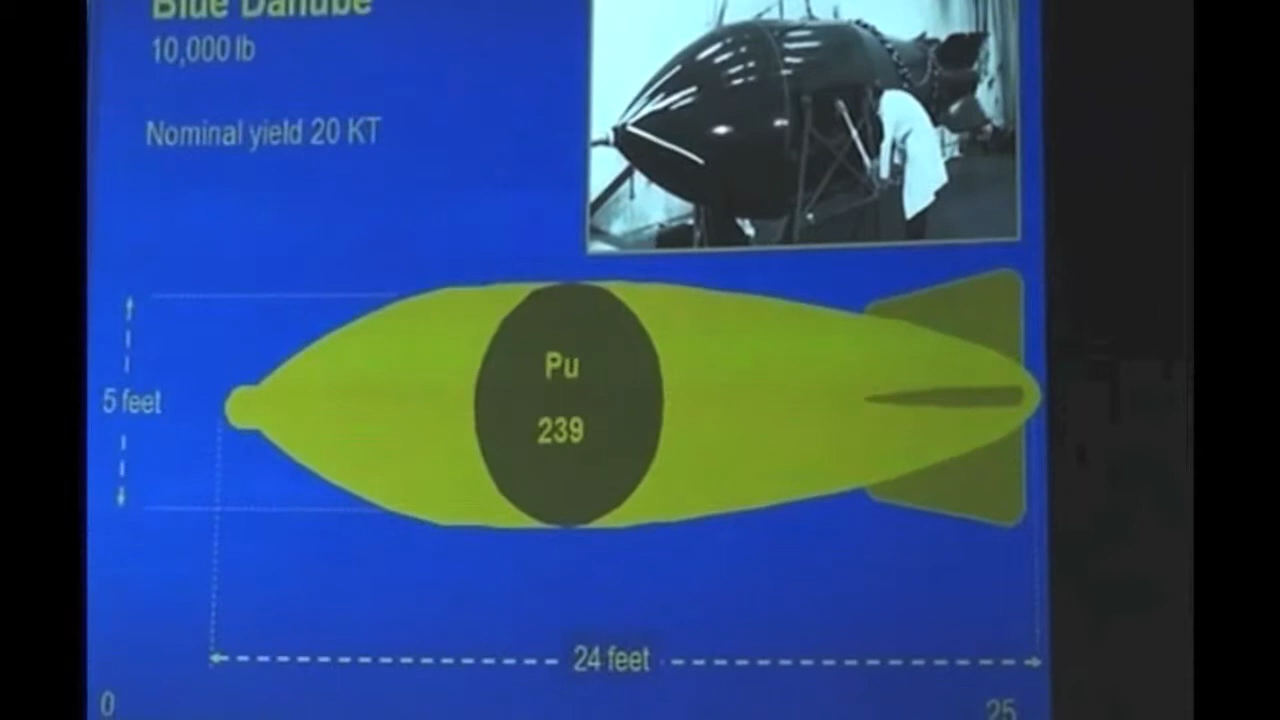 Blue Danube
10,000 lb
Nominal yield 20 KT
Pu
239
5 feet
24 feet
0
25